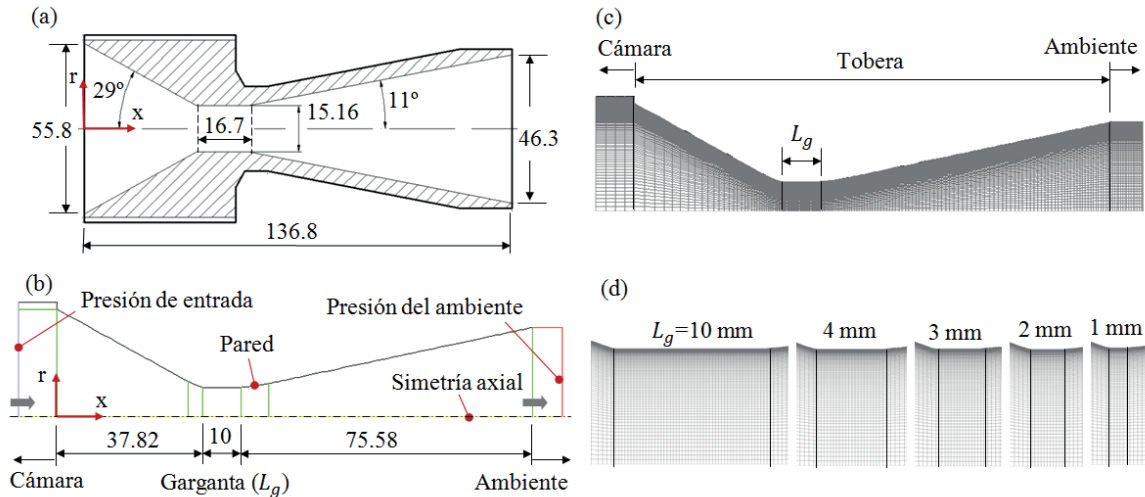 (a)
r
29º
x
11º
55.8
16.7
15.16
46.3
136.8
(b)
Presión de entrada
Presión del ambiente
Pared
Simetría axial
r
x
37.82
10
75.58
Cámara
Garganta (Lg)
Ambiente
(c)
Cámara
Tobera
Ambiente
Lg
(d)
Lg=10 mm
4 mm
3 mm
2 mm
1 mm